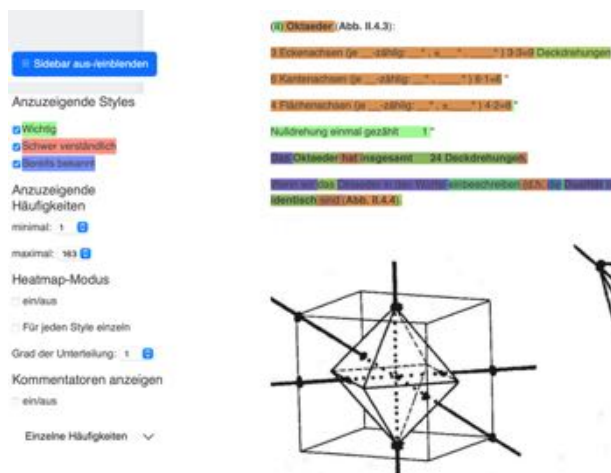 Sidebar aus-/einblenden
Anzuzeigende Styles
Wichtig
Schwer verständlich
Bereits bekannt
Anzuzeigende
Häufigkeiten
minimal: 1
maximal: 163
Heatmap-Modus
ein/aus
Für jeden Style einzeln
Grad der Unterteilung: 1
Kommentatoren anzeigen
ein/aus
Einzelne Häufigkeiten
(ii) Oktaeder (Abb. II.4.3):
3 Eckenachsen (je __-zählig: __° , ±__° __° ) 3·3=9 Deckdrehungen
6 Kantenachsen (je __-zählig: __° , __° ) 6·1=6 "
4 Flächenachsen (je __-zählig: __° , ±__° ) 4·2=8 "
Nulldrehung einmal gezählt 1 "
Das Oktaeder hat insgesamt 24 Deckdrehungen.
Wenn wir das Oktaeder in den Würfel einbeschreiben (d.h. die Dualität
identisch sind (Abb. II.4.4).